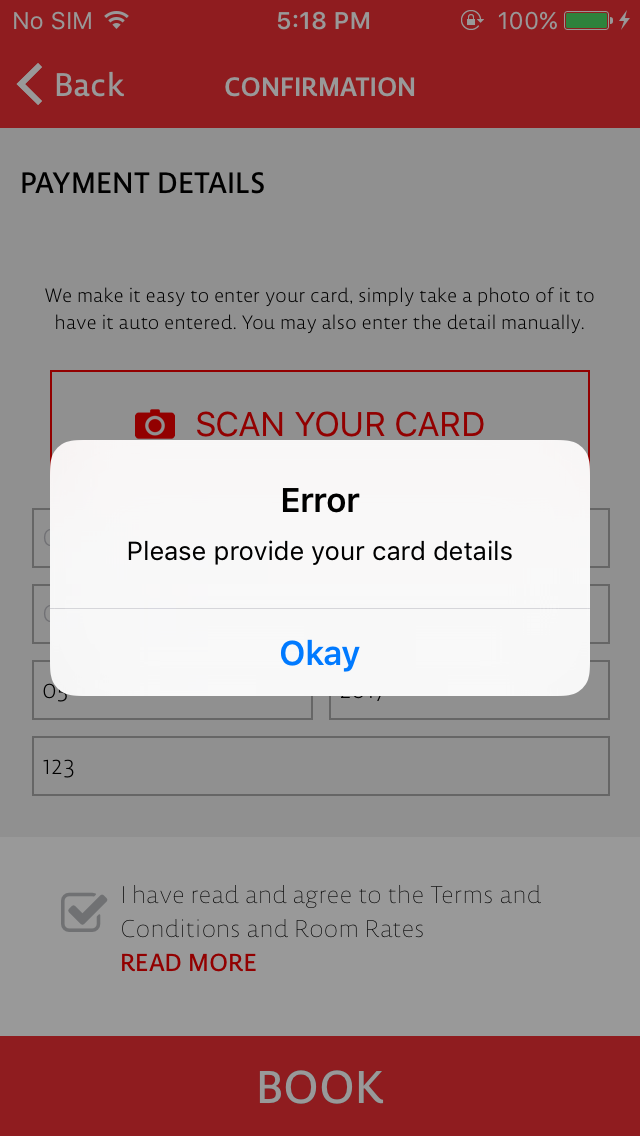 No SIM 5:18 PM 100%
Back CONFIRMATION
PAYMENT DETAILS
We make it easy to enter your card, simply take a photo of it to
have it auto entered. You may also enter the detail manually.
SCAN YOUR CARD
Error
Please provide your card details
Okay
123
I have read and agree to the Terms and
Conditions and Room Rates
READ MORE
BOOK